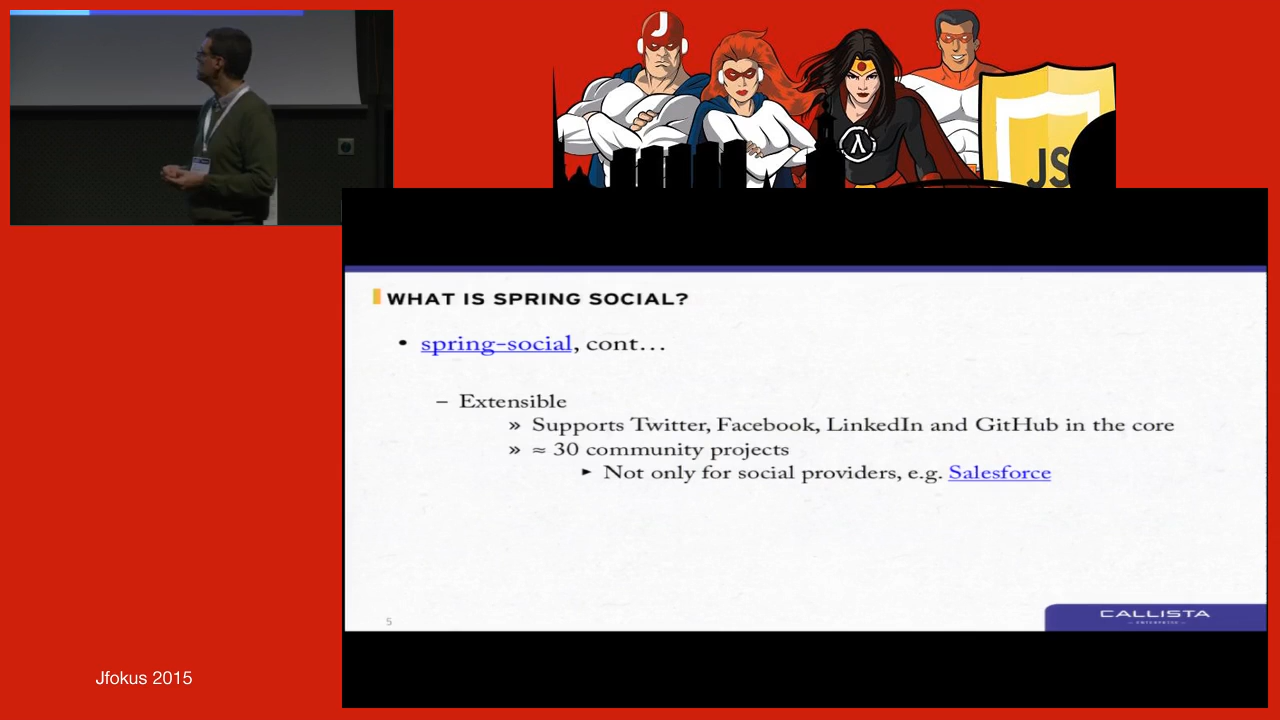 J
JS
WHAT IS SPRING SOCIAL?
• spring-social, cont…
– Extensible
» Supports Twitter, Facebook, LinkedIn and GitHub in the core
» ≈ 30 community projects
► Not only for social providers, e.g. Salesforce
5
CALLISTA
— ENTERPRISE —
Jfokus 2015